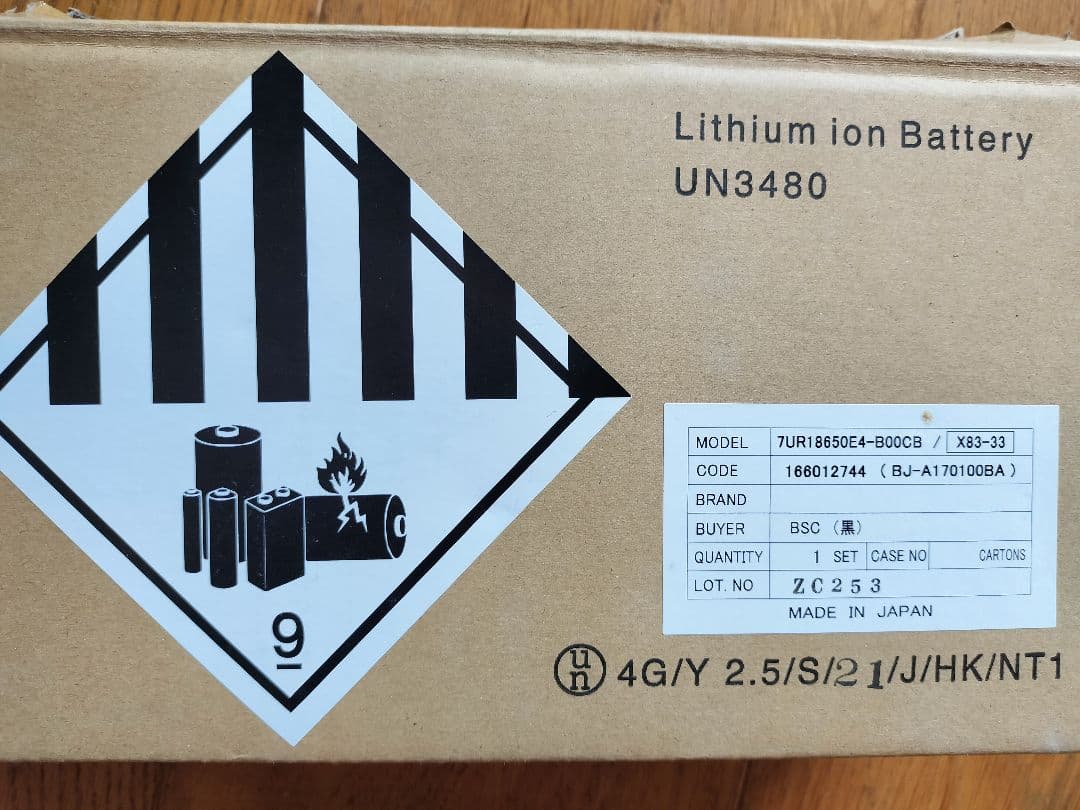 Lithium ion Battery
UN3480
MODEL 7UR18650E4-B00CB / X83-33
CODE 166012744 ( BJ-A170100BA )
BRAND
BUYER BSC (黒)
QUANTITY 1 SET CASE NO CARTONS
LOT. NO ZC253
MADE IN JAPAN
9
un 4G/Y 2.5/S/21/J/HK/NT1